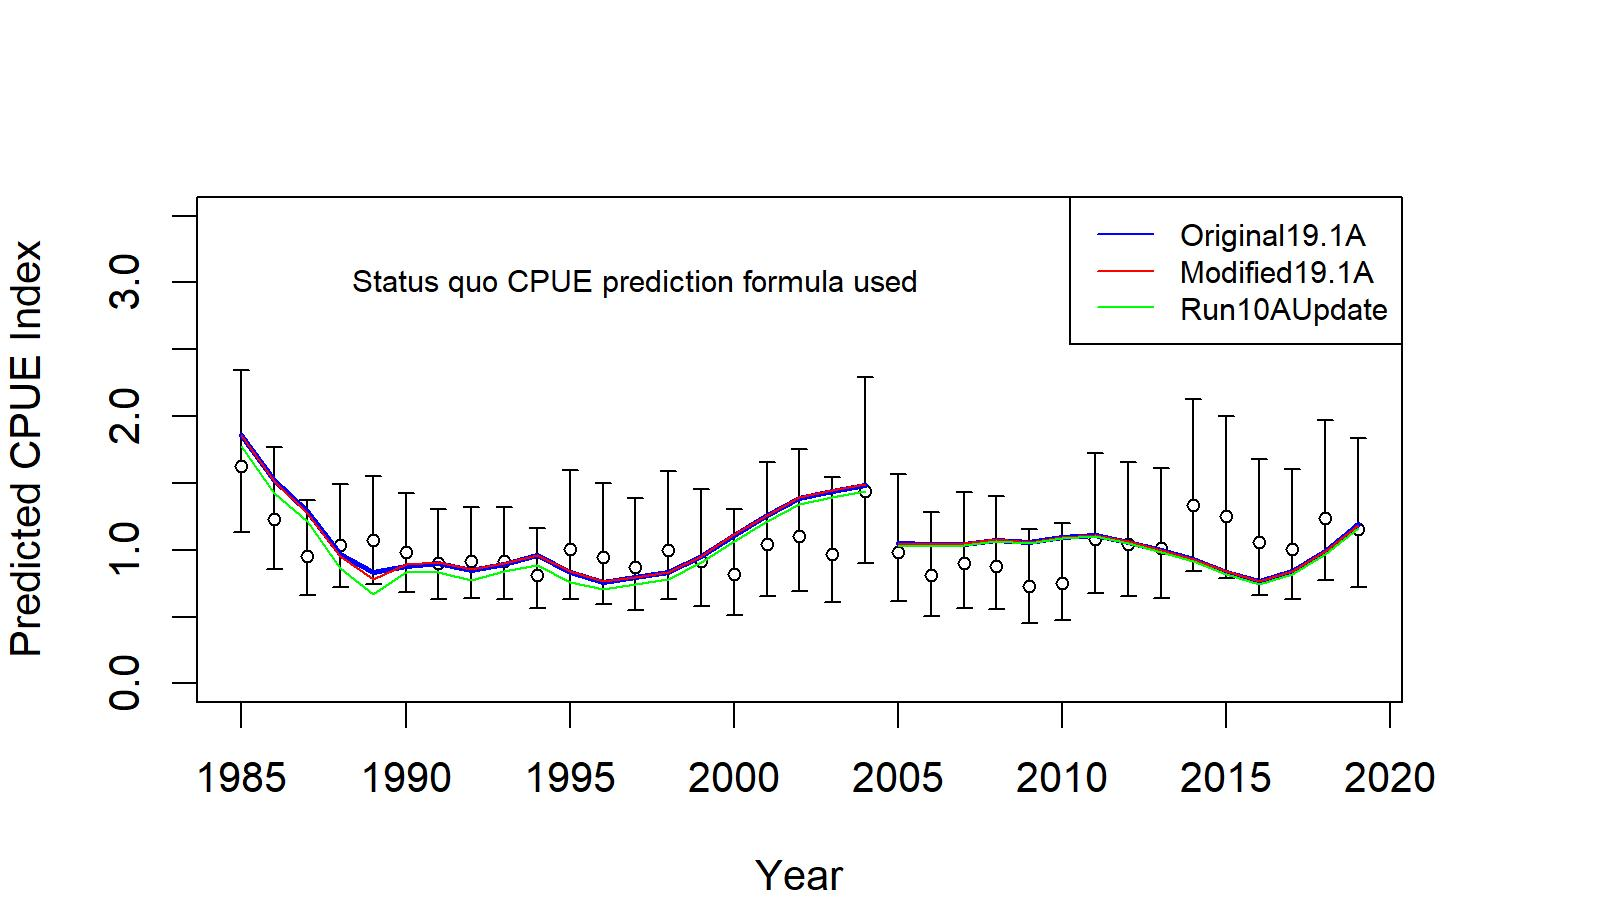 Original19.1A
Modified19.1A
Run10AUpdate
Status quo CPUE prediction formula used
Predicted CPUE Index
3.0
2.0
1.0
0.0
1985 1990 1995 2000 2005 2010 2015 2020
Year